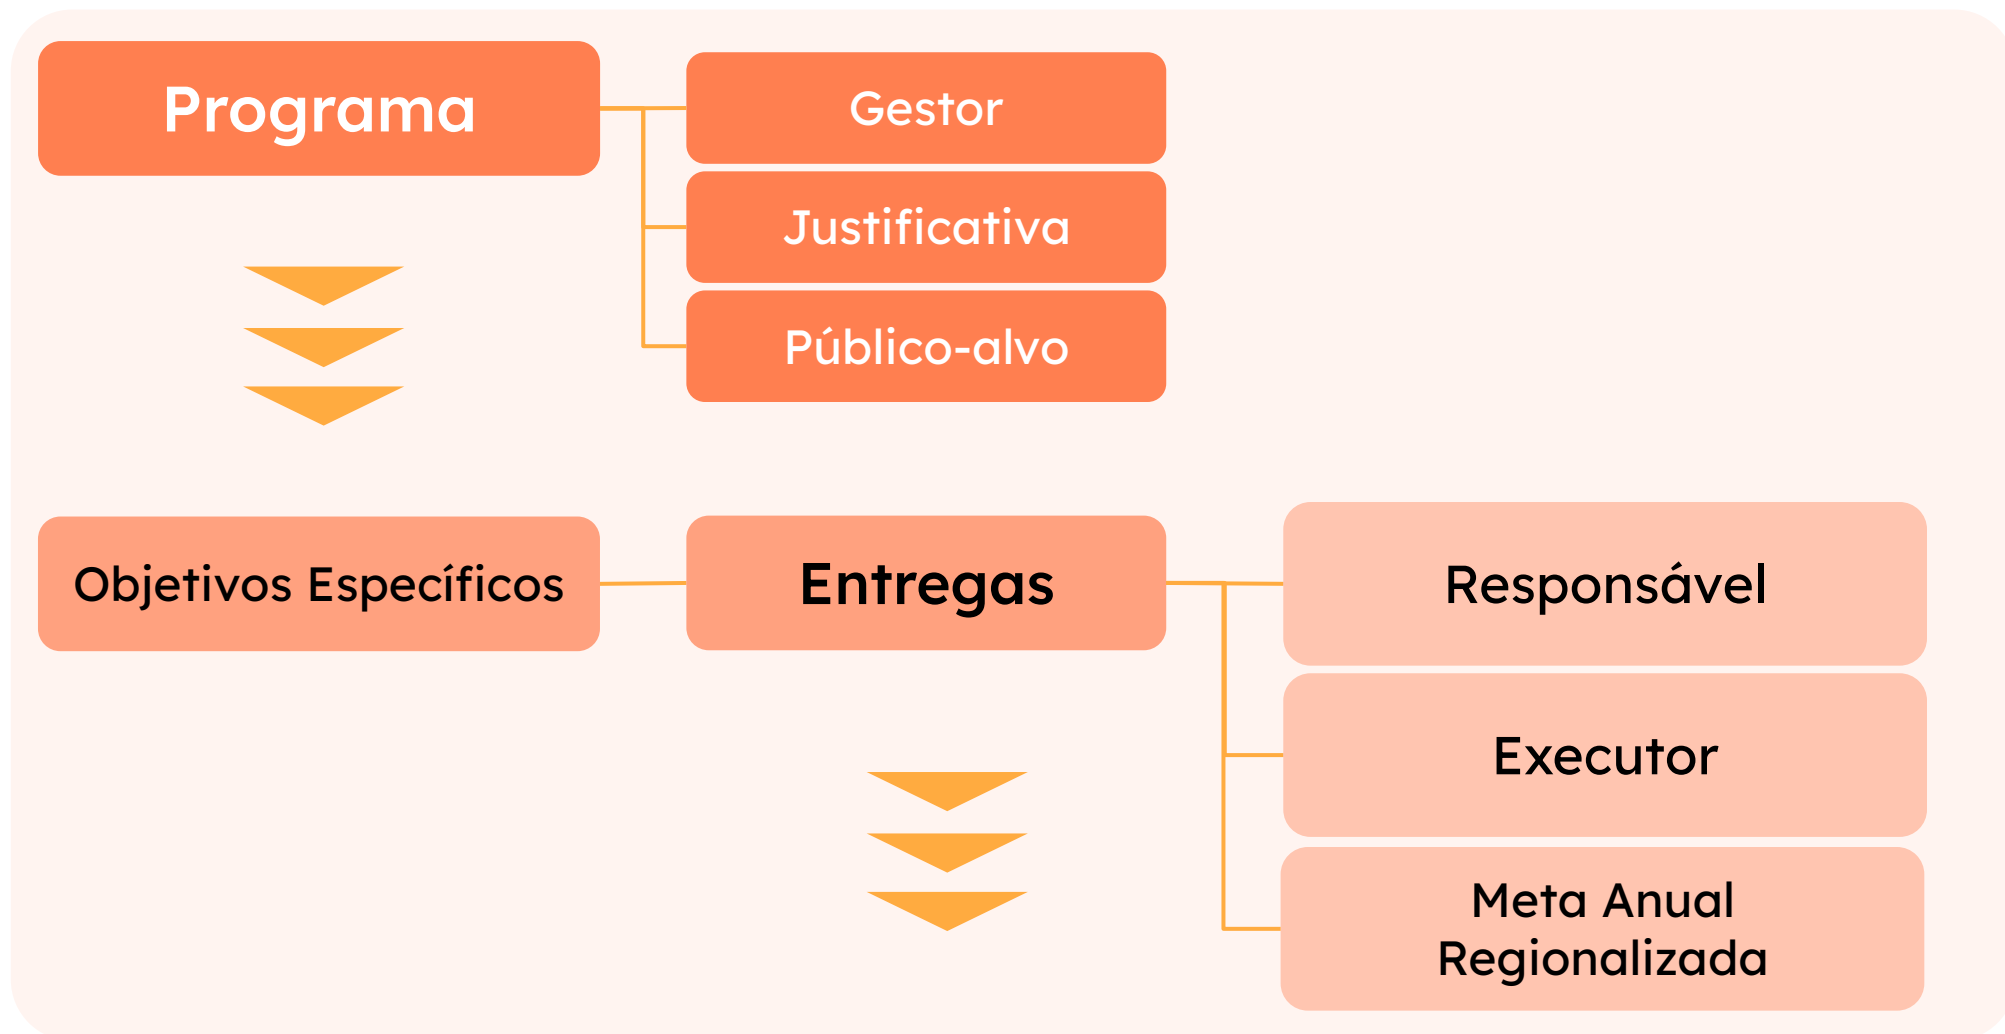 Programa
Gestor
Justificativa
Público-alvo
Objetivos Específicos
Entregas
Responsável
Executor
Meta Anual
Regionalizada